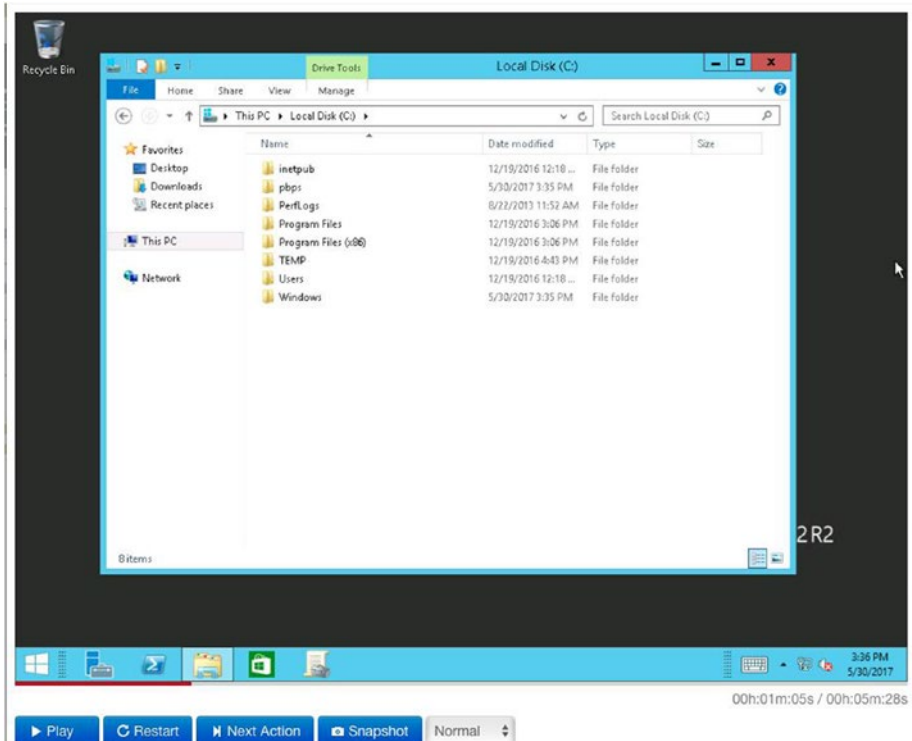 Recycle Bin
Drive Tools
Local Disk (C:)
File Home Share View Manage
This PC Local Disk (C:)
Search Local Disk (C:)
Name Date modified Type Size
Favorites
Desktop
Downloads
Recent places
This PC
Network
inetpub 12/19/2016 12:18 ... File folder
pbps 5/30/2017 3:35 PM File folder
PerfLogs 8/22/2013 11:52 AM File folder
Program Files 12/19/2016 3:06 PM File folder
Program Files (x86) 12/19/2016 3:06 PM File folder
TEMP 12/19/2016 4:43 PM File folder
Users 12/19/2016 12:18 ... File folder
Windows 5/30/2017 3:35 PM File folder
2 R2
8 items
3:36 PM
5/30/2017
00h:01m:05s / 00h:05m:28s
Play Restart Next Action Snapshot Normal